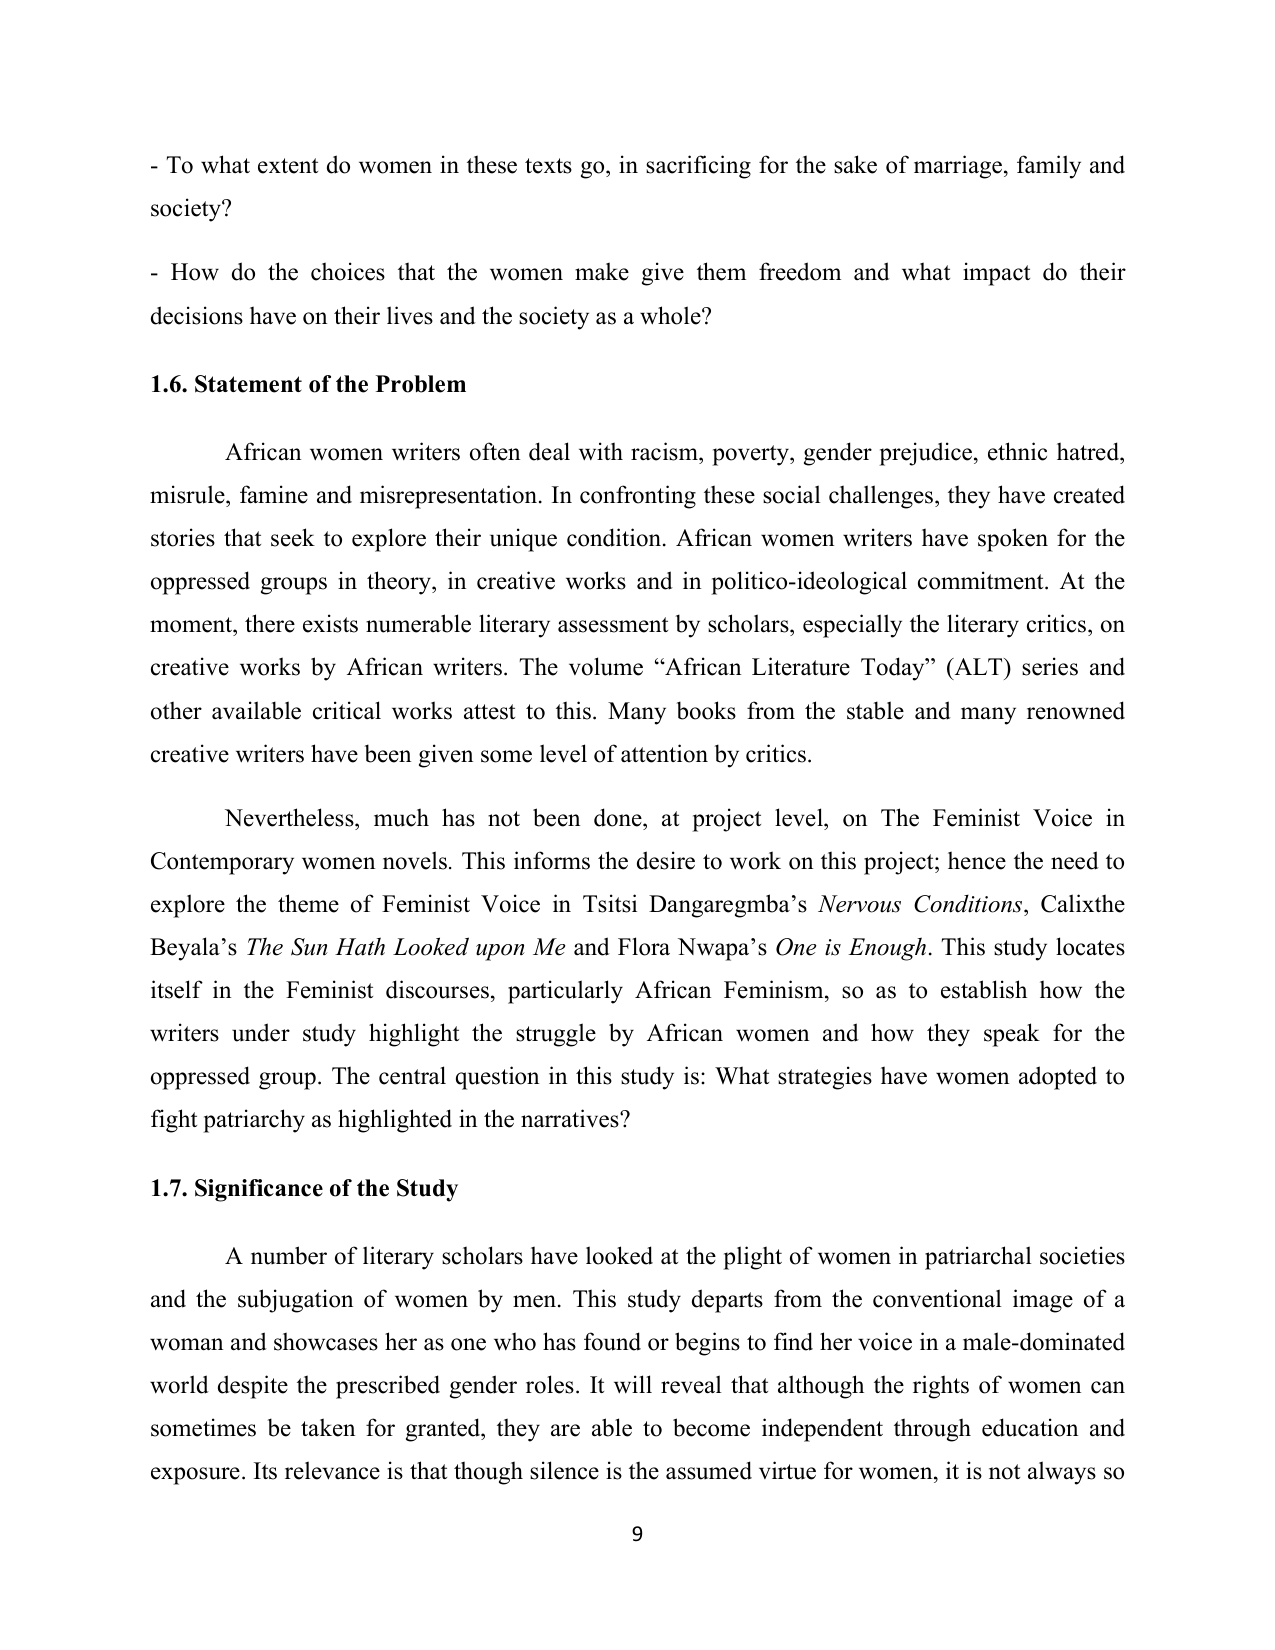 - To what extent do women in these texts go, in sacrificing for the sake of marriage, family and
society?
- How do the choices that the women make give them freedom and what impact do their
decisions have on their lives and the society as a whole?
1.6. Statement of the Problem
African women writers often deal with racism, poverty, gender prejudice, ethnic hatred,
misrule, famine and misrepresentation. In confronting these social challenges, they have created
stories that seek to explore their unique condition. African women writers have spoken for the
oppressed groups in theory, in creative works and in politico-ideological commitment. At the
moment, there exists numerable literary assessment by scholars, especially the literary critics, on
creative works by African writers. The volume “African Literature Today” (ALT) series and
other available critical works attest to this. Many books from the stable and many renowned
creative writers have been given some level of attention by critics.
Nevertheless, much has not been done, at project level, on The Feminist Voice in
Contemporary women novels. This informs the desire to work on this project; hence the need to
explore the theme of Feminist Voice in Tsitsi Dangaregmba’s Nervous Conditions, Calixthe
Beyala’s The Sun Hath Looked upon Me and Flora Nwapa’s One is Enough. This study locates
itself in the Feminist discourses, particularly African Feminism, so as to establish how the
writers under study highlight the struggle by African women and how they speak for the
oppressed group. The central question in this study is: What strategies have women adopted to
fight patriarchy as highlighted in the narratives?
1.7. Significance of the Study
A number of literary scholars have looked at the plight of women in patriarchal societies
and the subjugation of women by men. This study departs from the conventional image of a
woman and showcases her as one who has found or begins to find her voice in a male-dominated
world despite the prescribed gender roles. It will reveal that although the rights of women can
sometimes be taken for granted, they are able to become independent through education and
exposure. Its relevance is that though silence is the assumed virtue for women, it is not always so
9